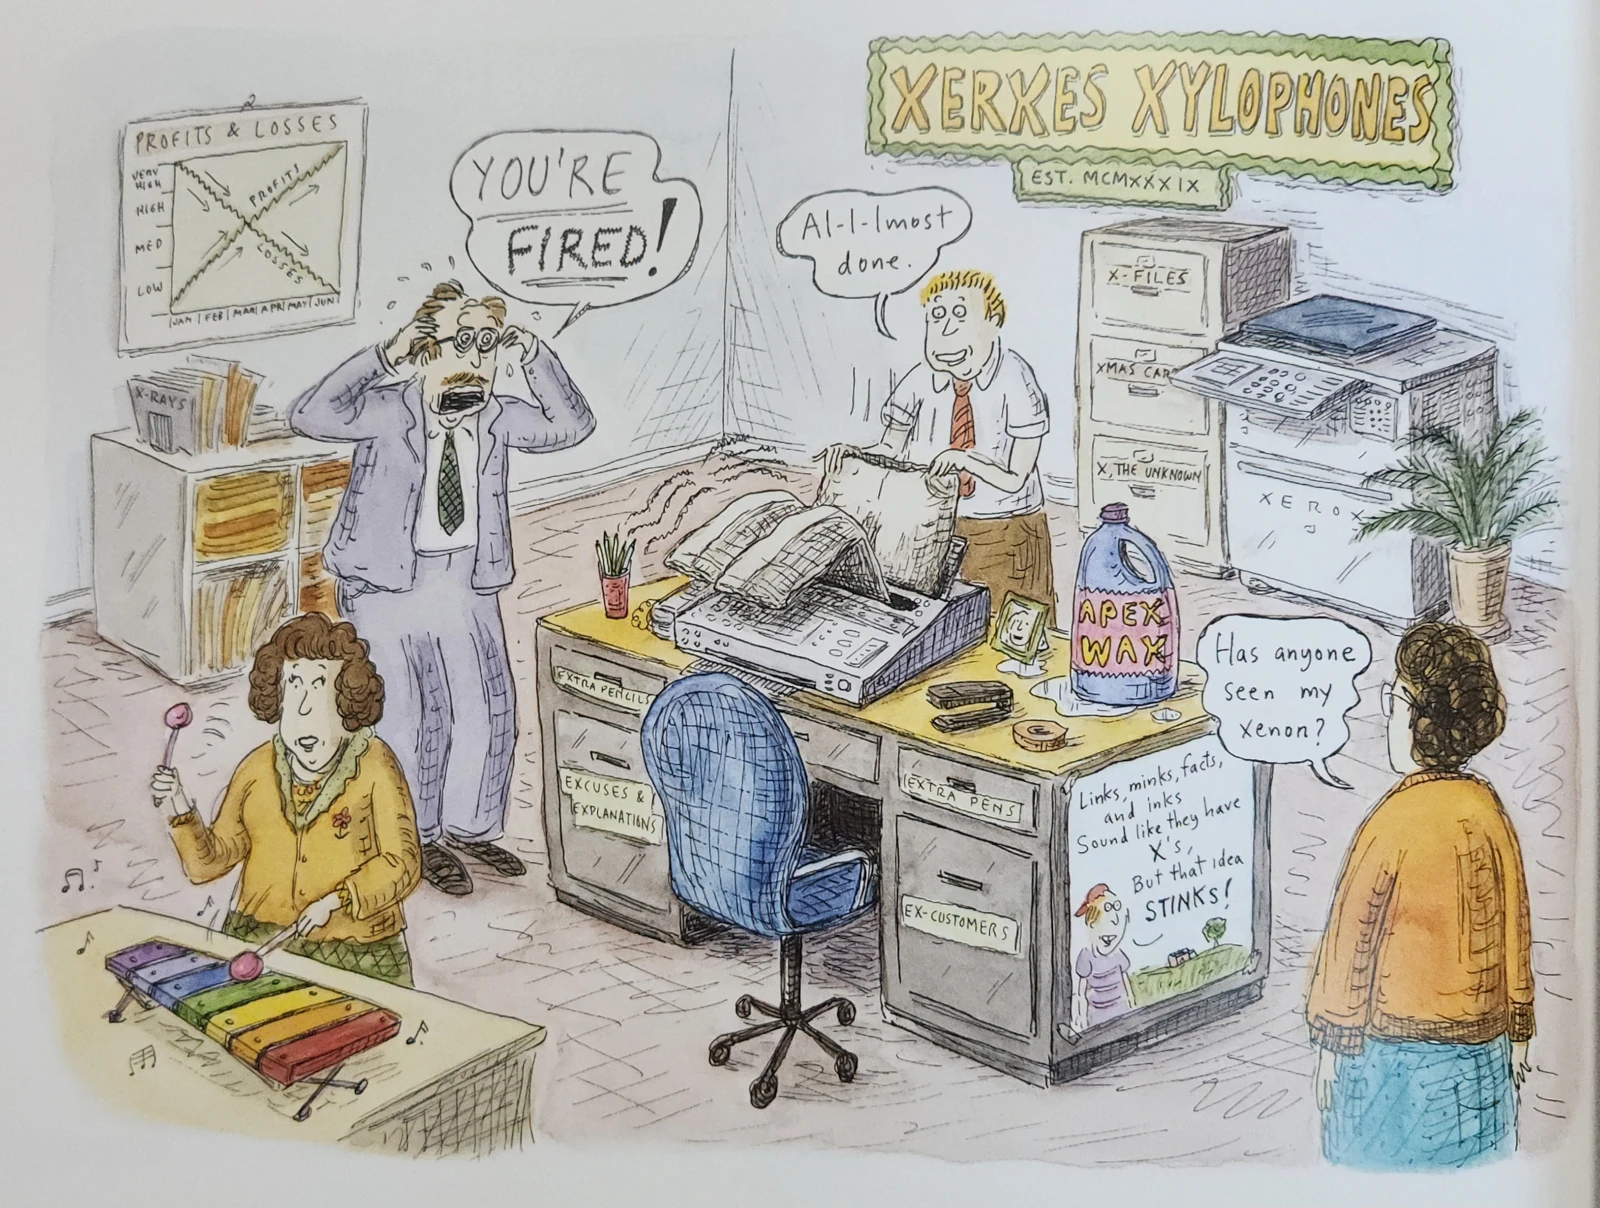 PROFITS & LOSSES
VERY
HIGH
HIGH
MED
LOW
PROFITS
LOSSES
JAN | FEB | MAR | APR | MAY | JUN
X-RAYS
YOU'RE
FIRED!
Al-l-lmost
done.
XERXES XYLOPHONES
EST. MCMXXXIX
X-FILES
XMAS CAR
X, THE UNKNOWN
XEROX
APEX
WAX
Has anyone
seen my
xenon?
EXTRA PENCILS
EXCUSES &
EXPLANATIONS
EXTRA PENS
EX-CUSTOMERS
Links, minks, facts,
and inks
Sound like they have
X's,
But that idea
STINKS!